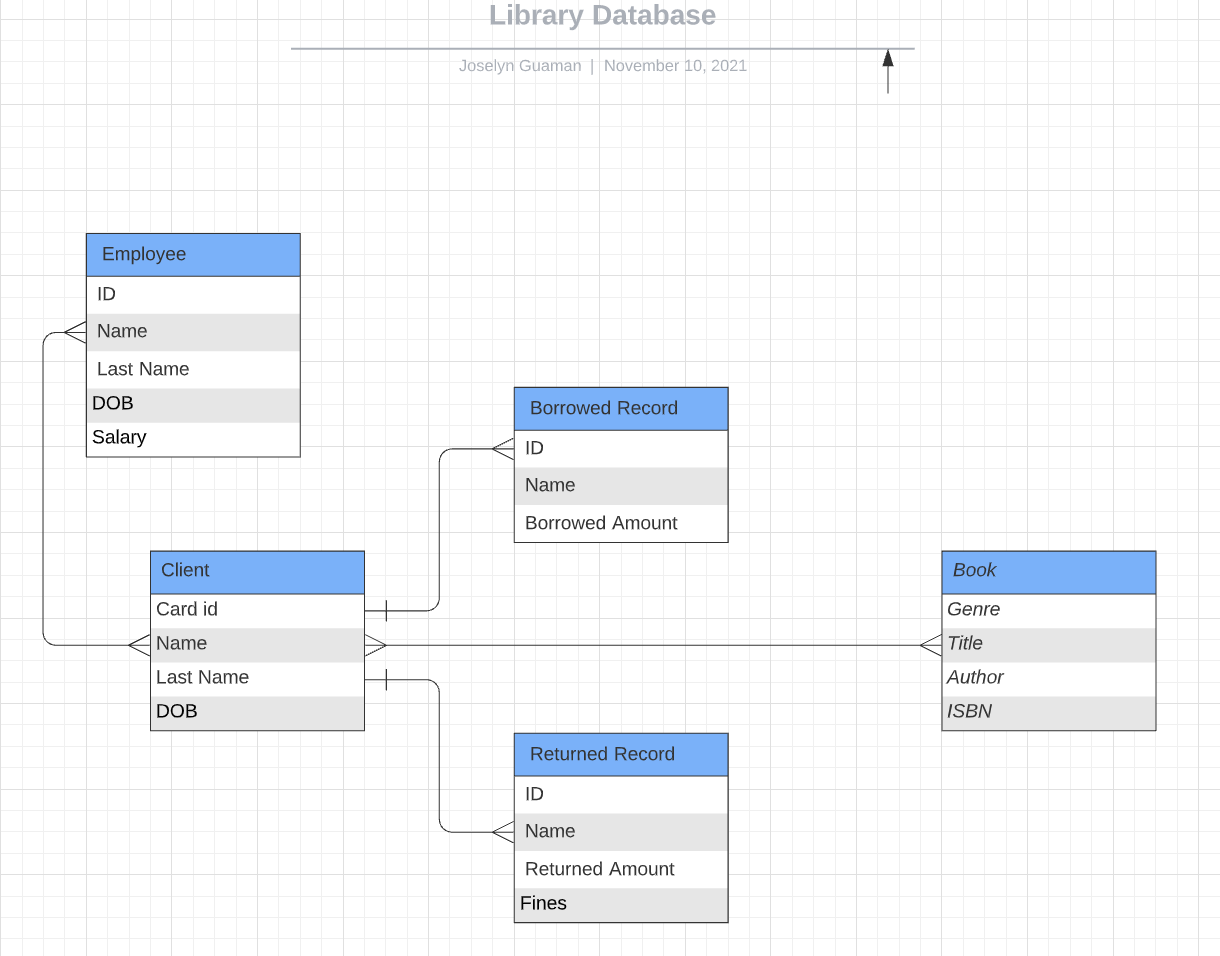 Library Database
Joselyn Guaman | November 10, 2021
Employee
ID
Name
Last Name
DOB
Salary
Borrowed Record
ID
Name
Borrowed Amount
Client
Card id
Name
Last Name
DOB
Book
Genre
Title
Author
ISBN
Returned Record
ID
Name
Returned Amount
Fines